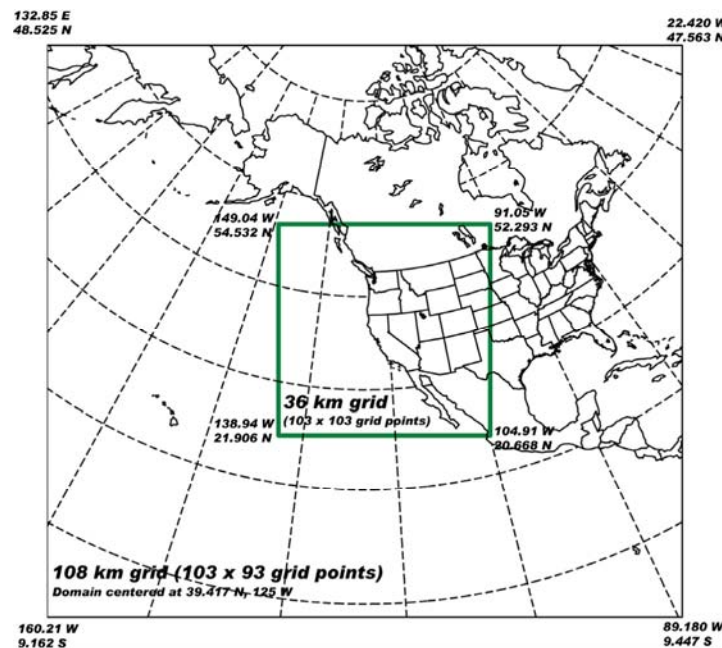 132.85 E
48.525 N
22.420 W
47.563 N
149.04 W
54.532 N
91.05 W
52.293 N
36 km grid
(103 x 103 grid points)
138.94 W
21.906 N
104.91 W
20.668 N
108 km grid (103 x 93 grid points)
Domain centered at 39.417 N, 125 W
160.21 W
9.162 S
89.180 W
9.447 S